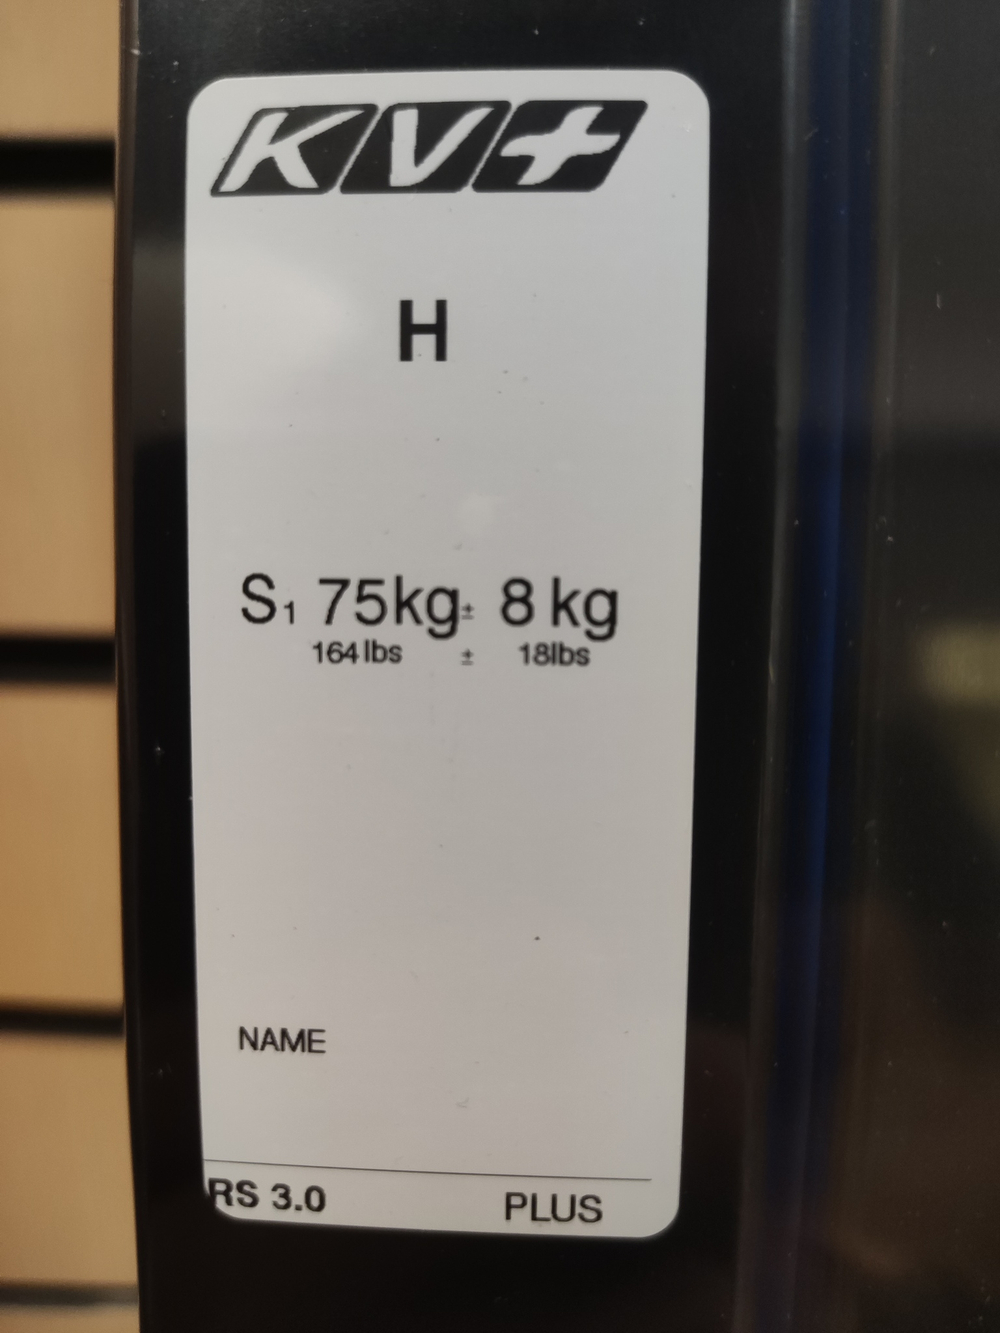 KV+
H
S1 75kg ± 8 kg
164 lbs ± 18lbs
NAME
RS 3.0 PLUS